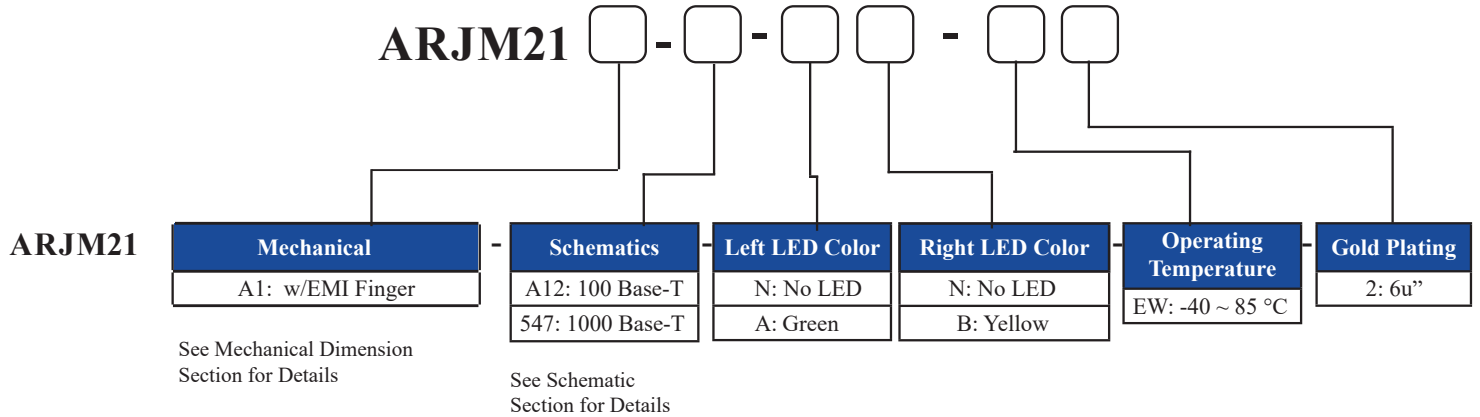 ARJM21 - - -
ARJM21 Mechanical - Schematics - Left LED Color Right LED Color - Operating Temperature - Gold Plating
A1: w/EMI Finger
A12: 100 Base-T
547: 1000 Base-T
N: No LED
A: Green
N: No LED
B: Yellow
EW: -40 ~ 85 °C
2: 6u”
See Mechanical Dimension
Section for Details
See Schematic
Section for Details